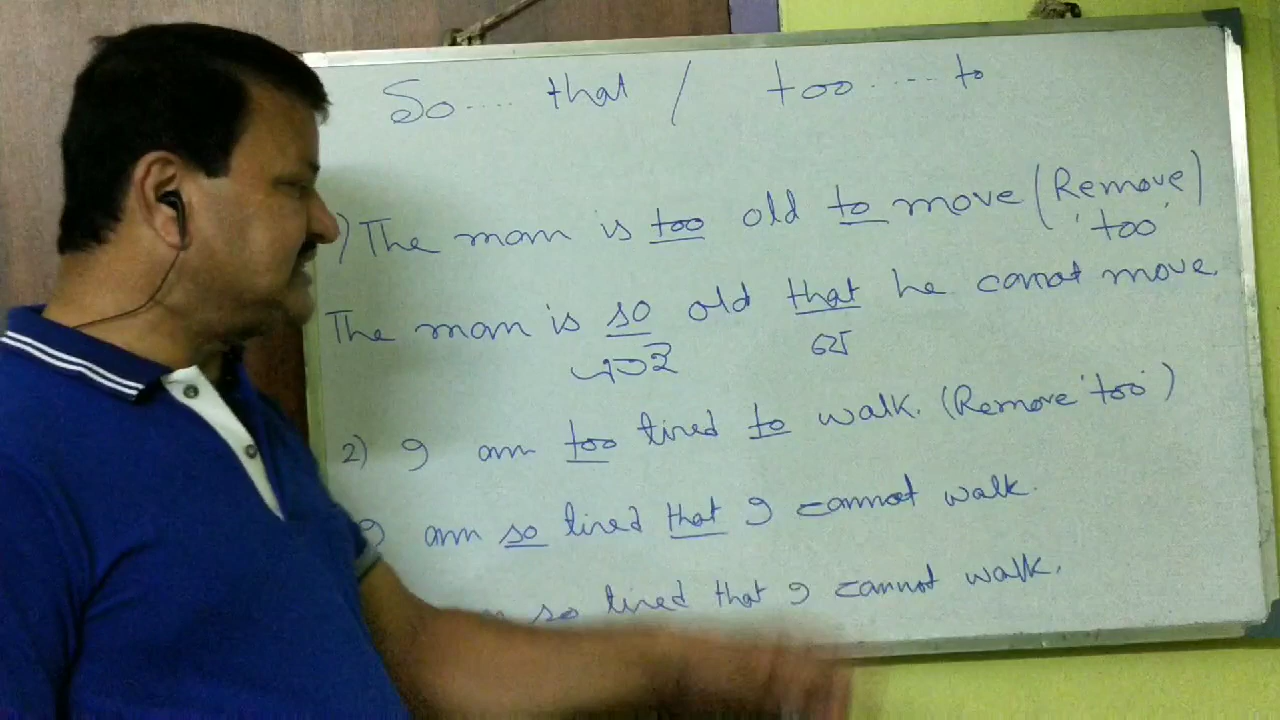 So.... that / too..... to
) The man is too old to move (Remove)
'too'
The man is so old that he cannot move
2) I am too tired to walk. (Remove 'too')
I am so tired that I cannot walk.
so tired that I cannot walk.